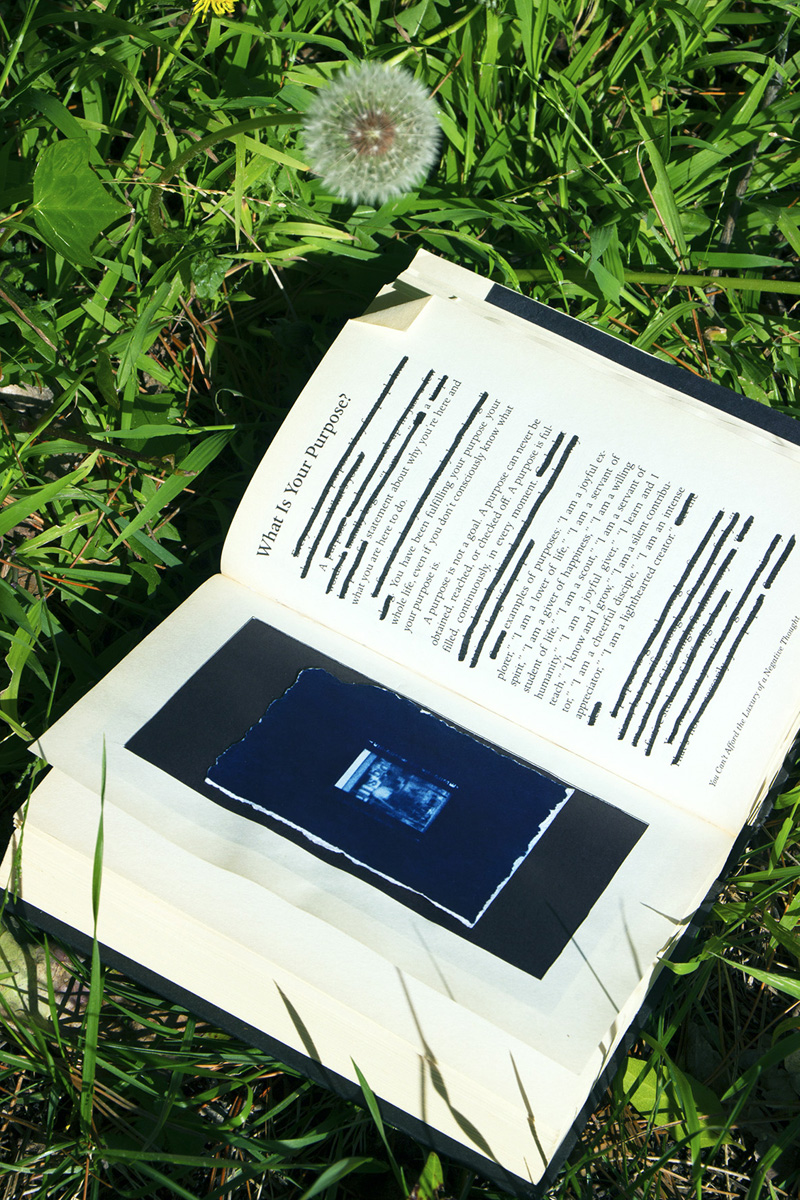 What Is Your Purpose?
A
a
statement about why you're here and
what you are here to do.
You have been fulfilling your purpose your
whole life, even if you don't consciously know what
your purpose is.
A purpose is not a goal. A purpose can never be
obtained, reached, or checked off. A purpose is ful-
filled, continuously, in every moment.
examples of purposes: "I am a joyful ex-
plorer," "I am a lover of life," "I am a servant of
spirit," "I am a giver of happiness," "I am a willing
student of life," "I am a scout," "I am a servant of
humanity," "I am a joyful giver," "I learn and I
teach," "I know and I grow," "I am a silent contribu-
tor," "I am a cheerful disciple," "I am an intense
appreciator," "I am a lighthearted creator."
You Can't Afford the Luxury of a Negative Thought